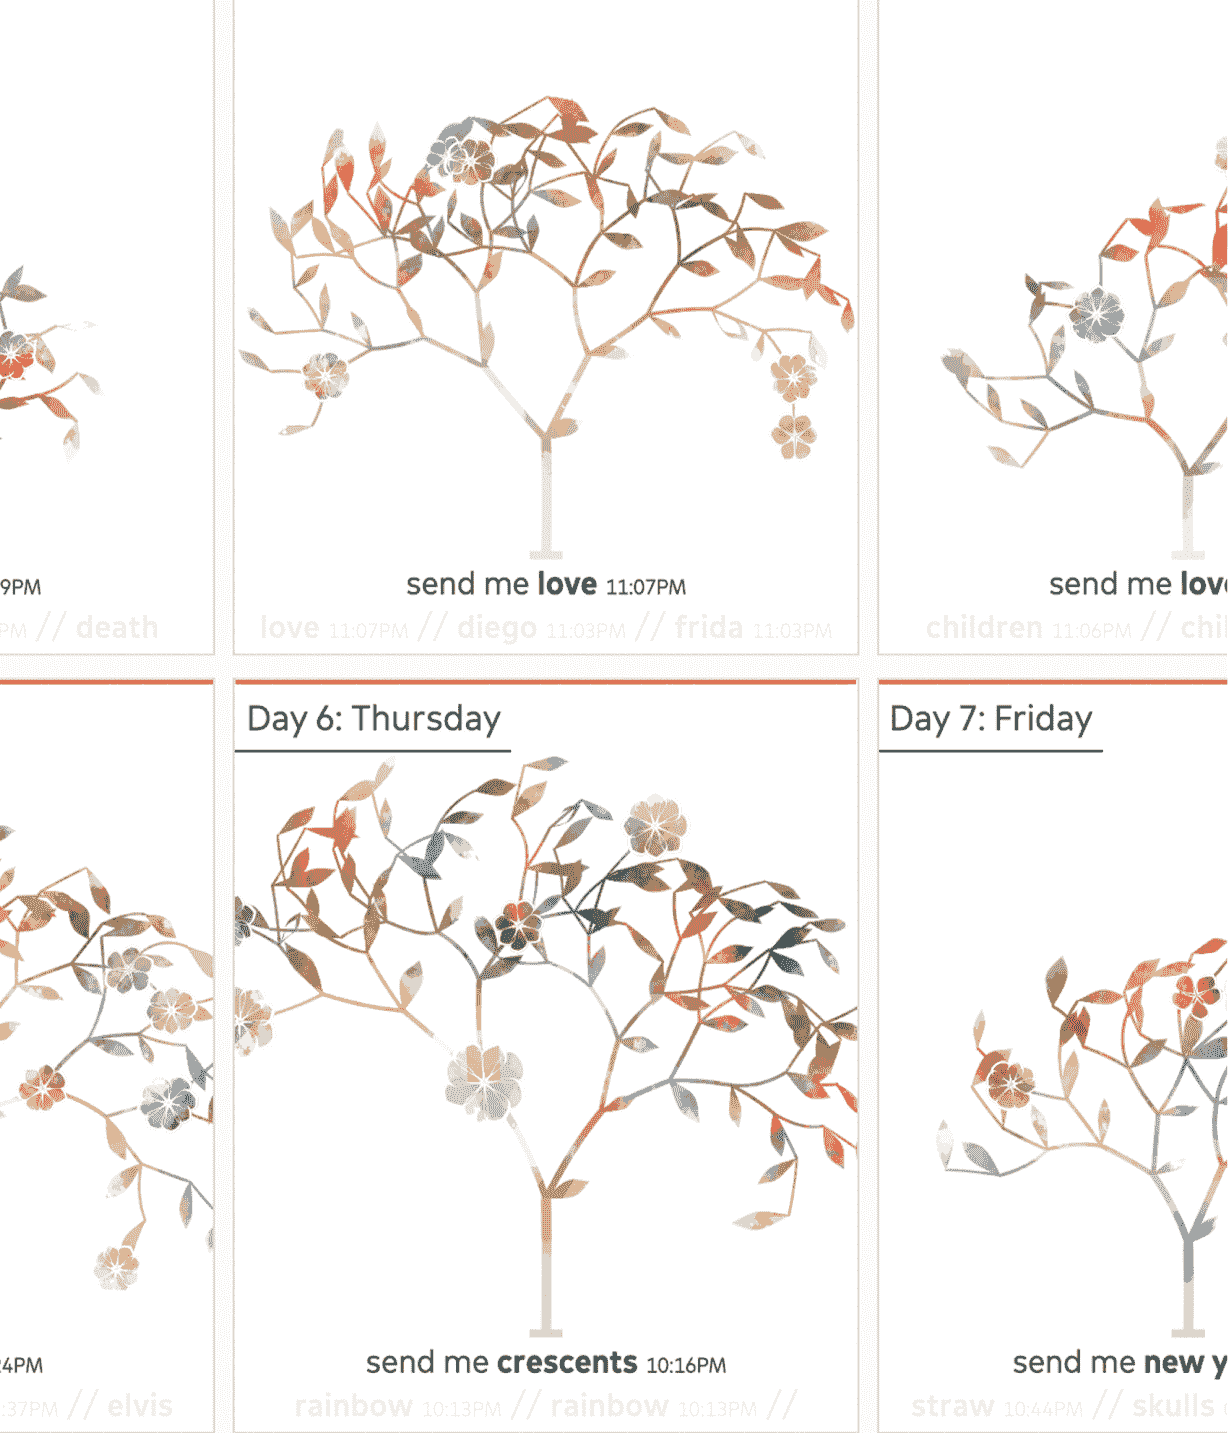 9PM
PM // death
send me love 11:07PM
love 11:07PM // diego 11:03PM // frida 11:03PM
send me
children 11:06PM //
Day 6: Thursday
Day 7: Friday
4PM
:37PM // elvis
send me crescents 10:16PM
rainbow 10:13PM // rainbow 10:13PM //
send me new
straw 10:44PM // skulls